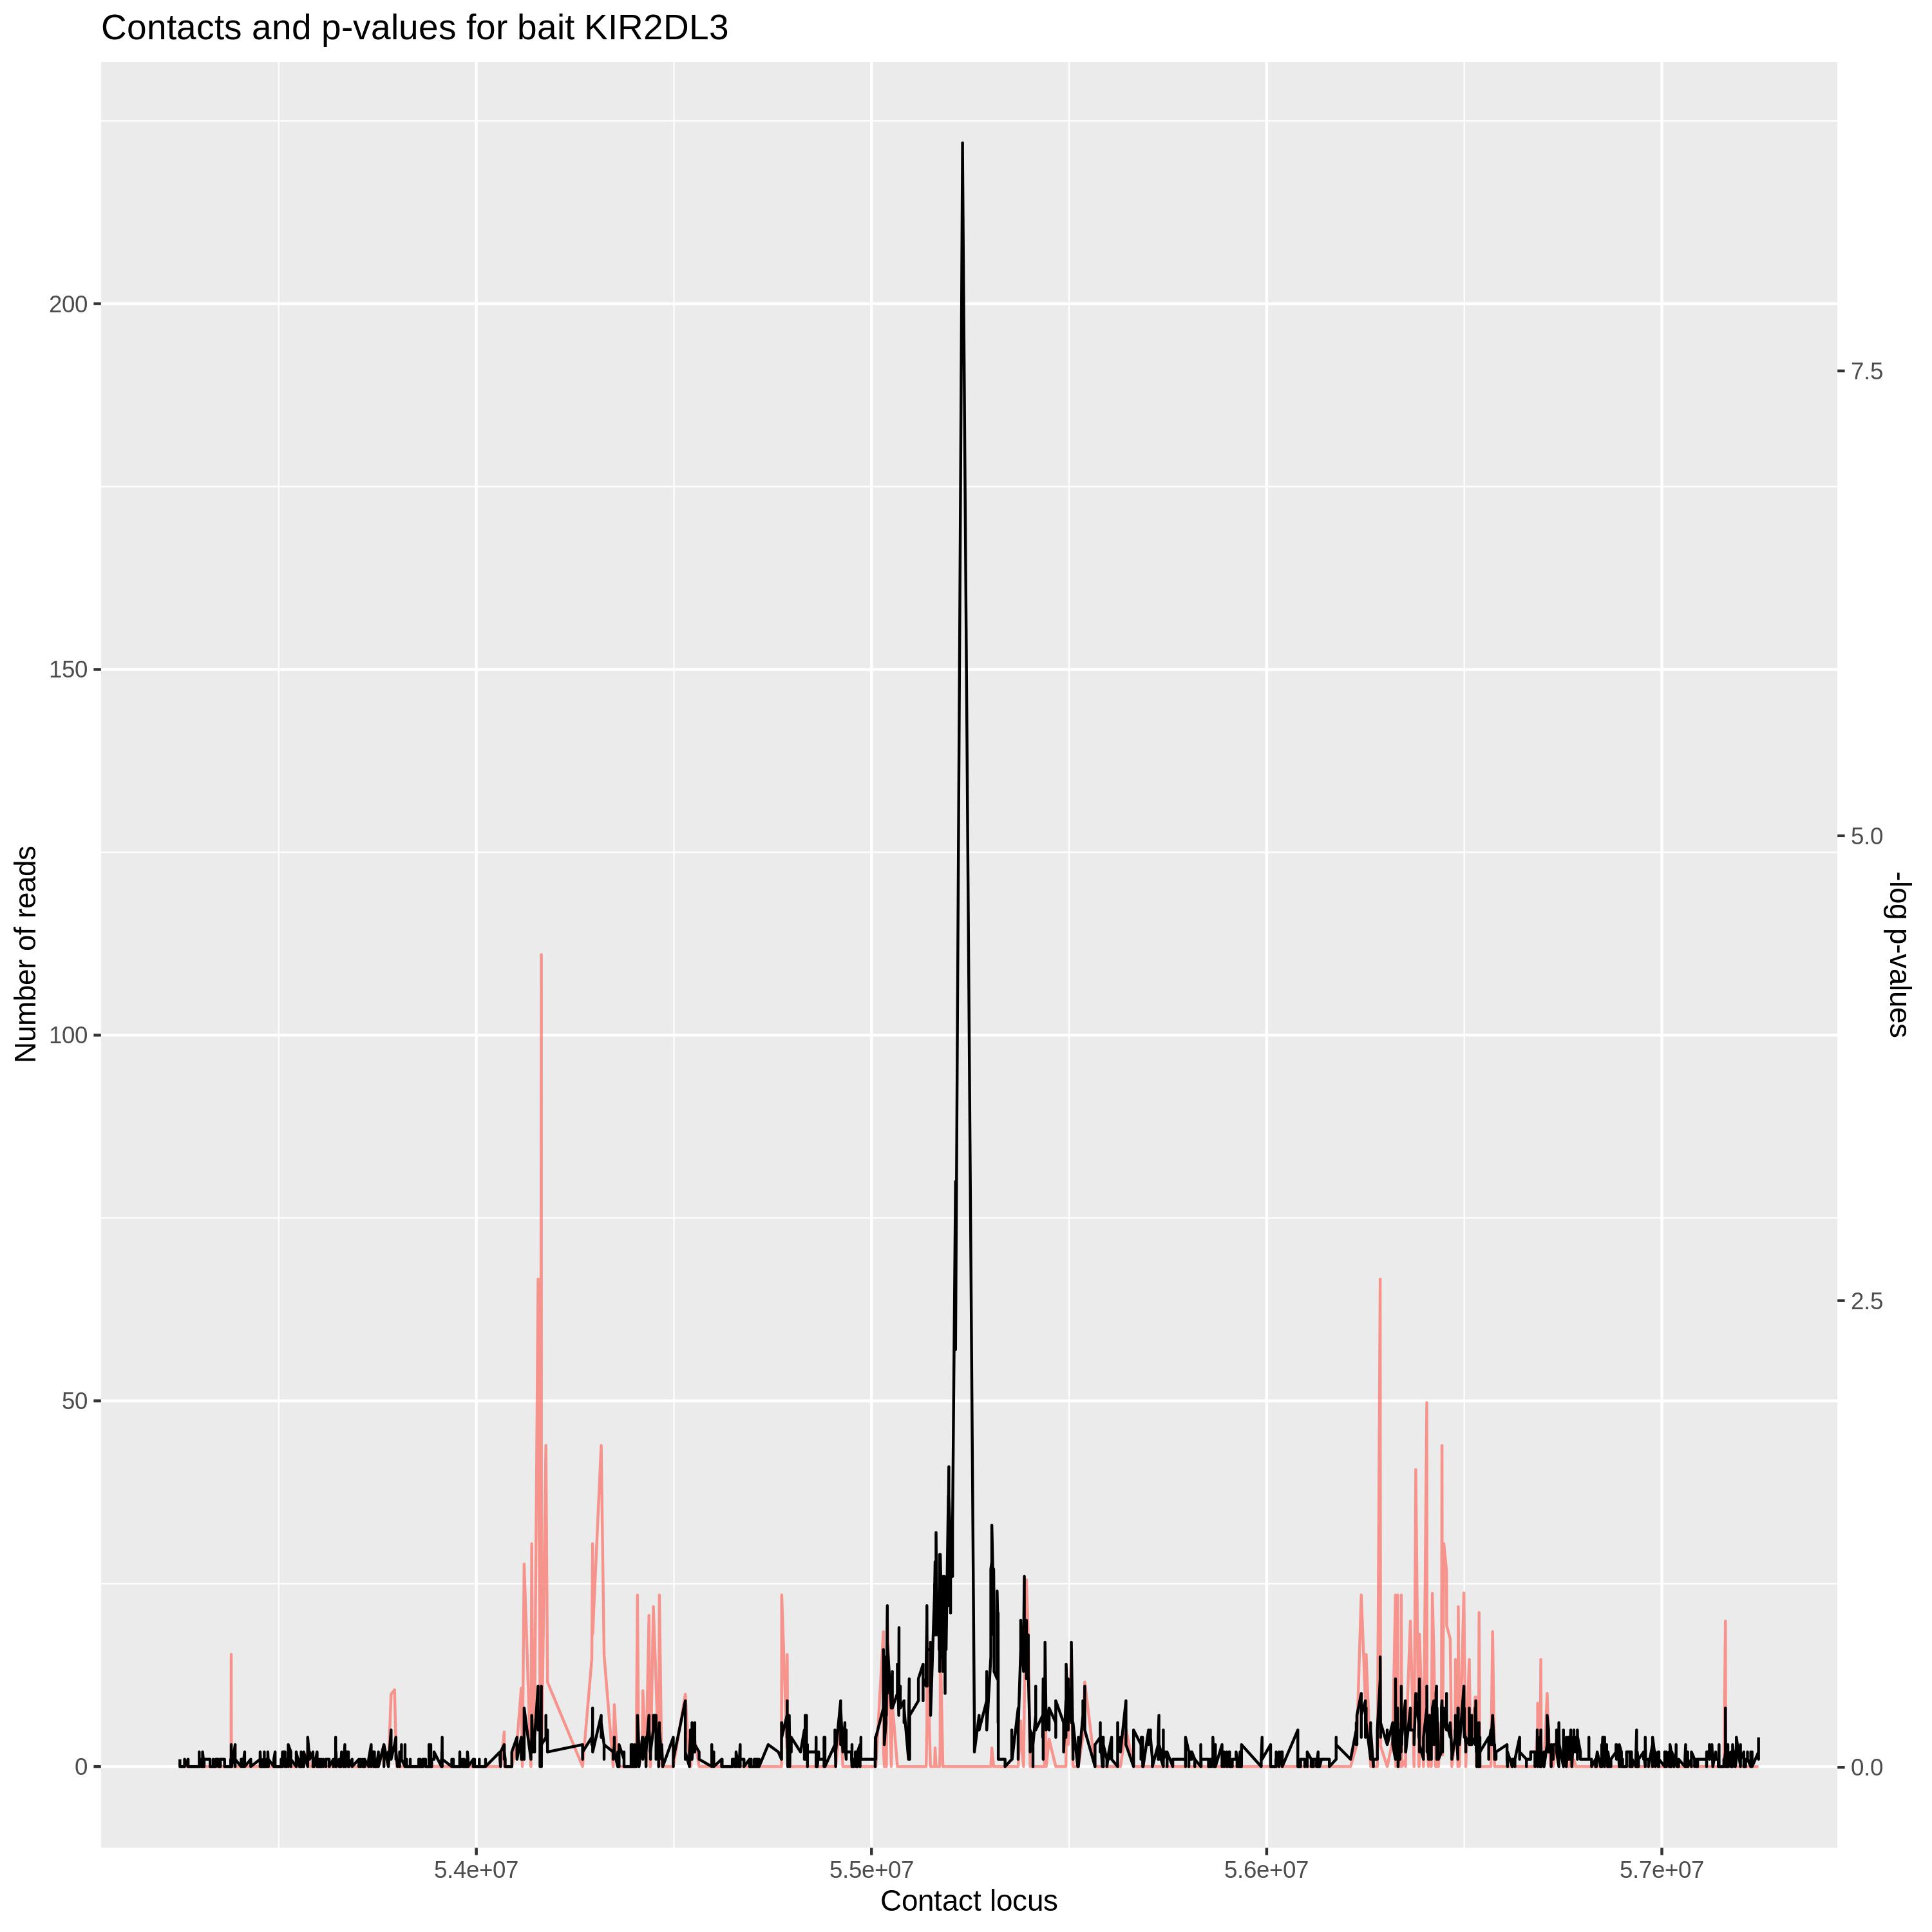 Contacts and p-values for bait KIR2DL3
Number of reads
200
150
100
50
0
7.5
5.0
2.5
0.0
-log p-values
5.4e+07
5.5e+07
5.6e+07
5.7e+07
Contact locus